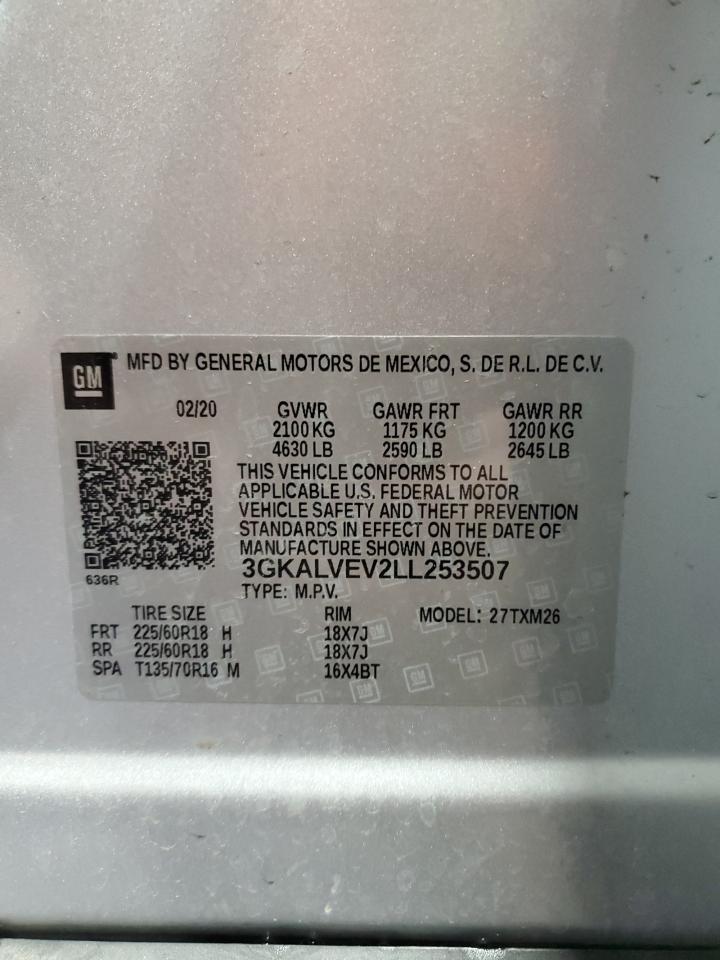 GM MFD BY GENERAL MOTORS DE MEXICO, S. DE R.L. DE C.V.
02/20 GVWR GAWR FRT GAWR RR
2100 KG 1175 KG 1200 KG
4630 LB 2590 LB 2645 LB
THIS VEHICLE CONFORMS TO ALL
APPLICABLE U.S. FEDERAL MOTOR
VEHICLE SAFETY AND THEFT PREVENTION
STANDARDS IN EFFECT ON THE DATE OF
MANUFACTURE SHOWN ABOVE.
3GKALVEV2LL253507
636R
TYPE: M.P.V.
TIRE SIZE RIM MODEL: 27TXM26
FRT 225/60R18 H 18X7J
RR 225/60R18 H 18X7J
SPA T135/70R16 M 16X4BT